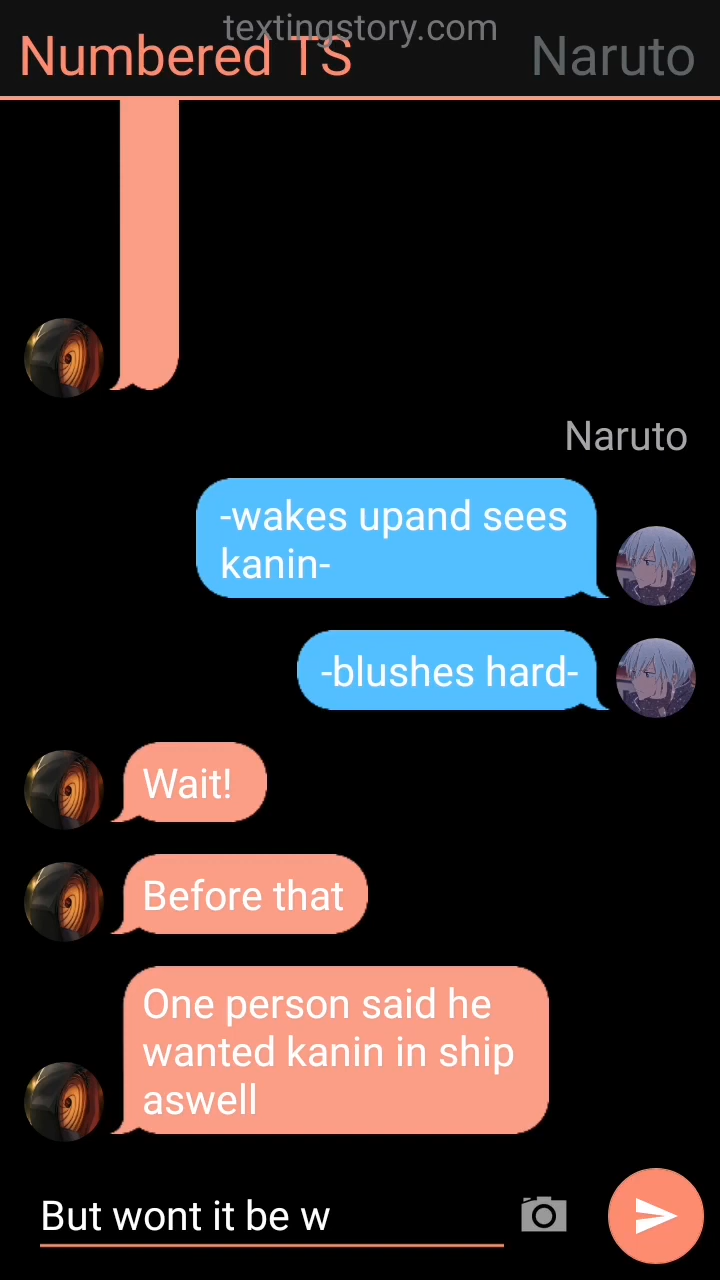 textingstory.com
Numbered TS
Naruto
Naruto
-wakes upand sees
kanin-
-blushes hard-
Wait!
Before that
One person said he
wanted kanin in ship
aswell
But wont it be w